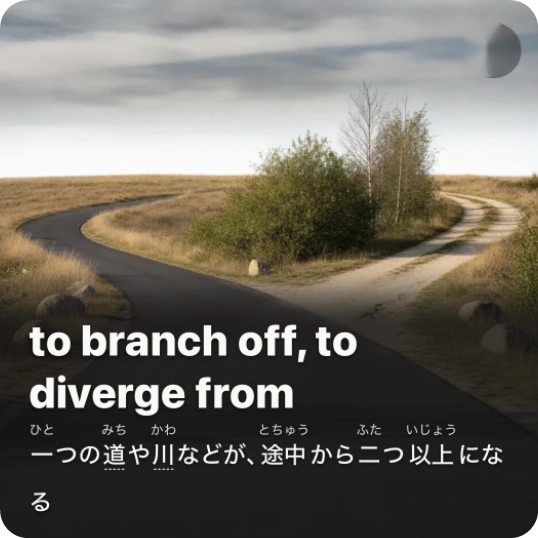 to branch off, to
diverge from
ひと みち かわ とちゅう ふた いじょう
一つの道や川などが、途中から二つ以上にな
る